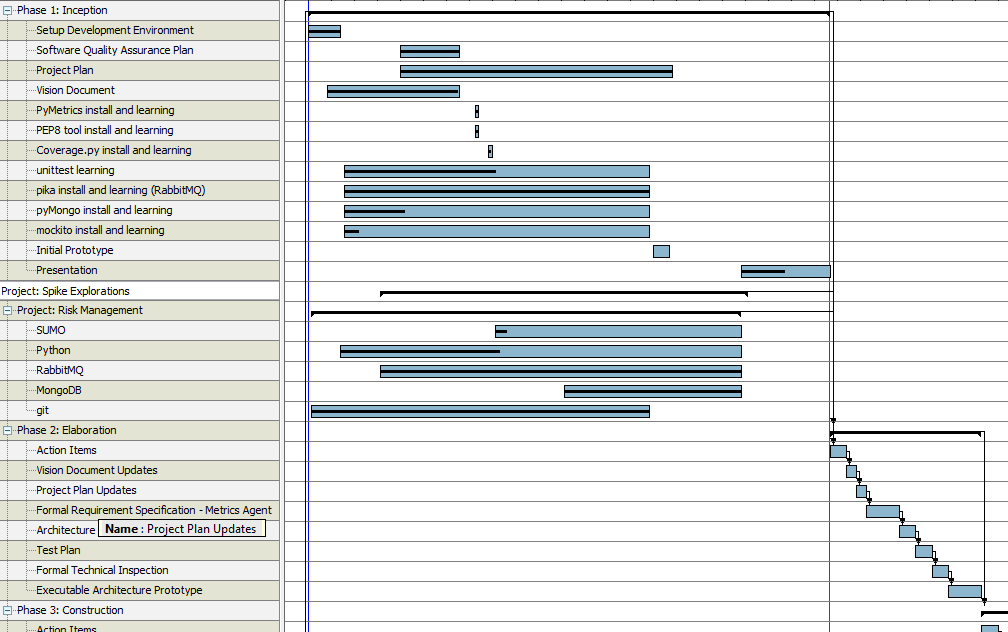 Phase 1: Inception
Setup Development Environment
Software Quality Assurance Plan
Project Plan
Vision Document
PyMetrics install and learning
PEP8 tool install and learning
Coverage.py install and learning
unittest learning
pika install and learning (RabbitMQ)
pyMongo install and learning
mockito install and learning
Initial Prototype
Presentation
Project: Spike Explorations
Project: Risk Management
SUMO
Python
RabbitMQ
MongoDB
git
Phase 2: Elaboration
Action Items
Vision Document Updates
Project Plan Updates
Formal Requirement Specification - Metrics Agent
Architecture
Name : Project Plan Updates
Test Plan
Formal Technical Inspection
Executable Architecture Prototype
Phase 3: Construction
Action Items